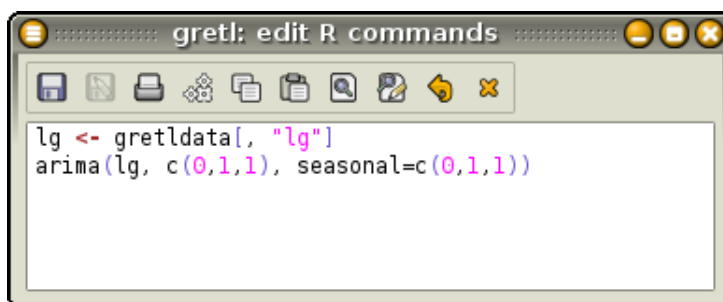 gretl: edit R commands
lg <- gretldata[, "lg"]
arima(lg, c(0,1,1), seasonal=c(0,1,1))